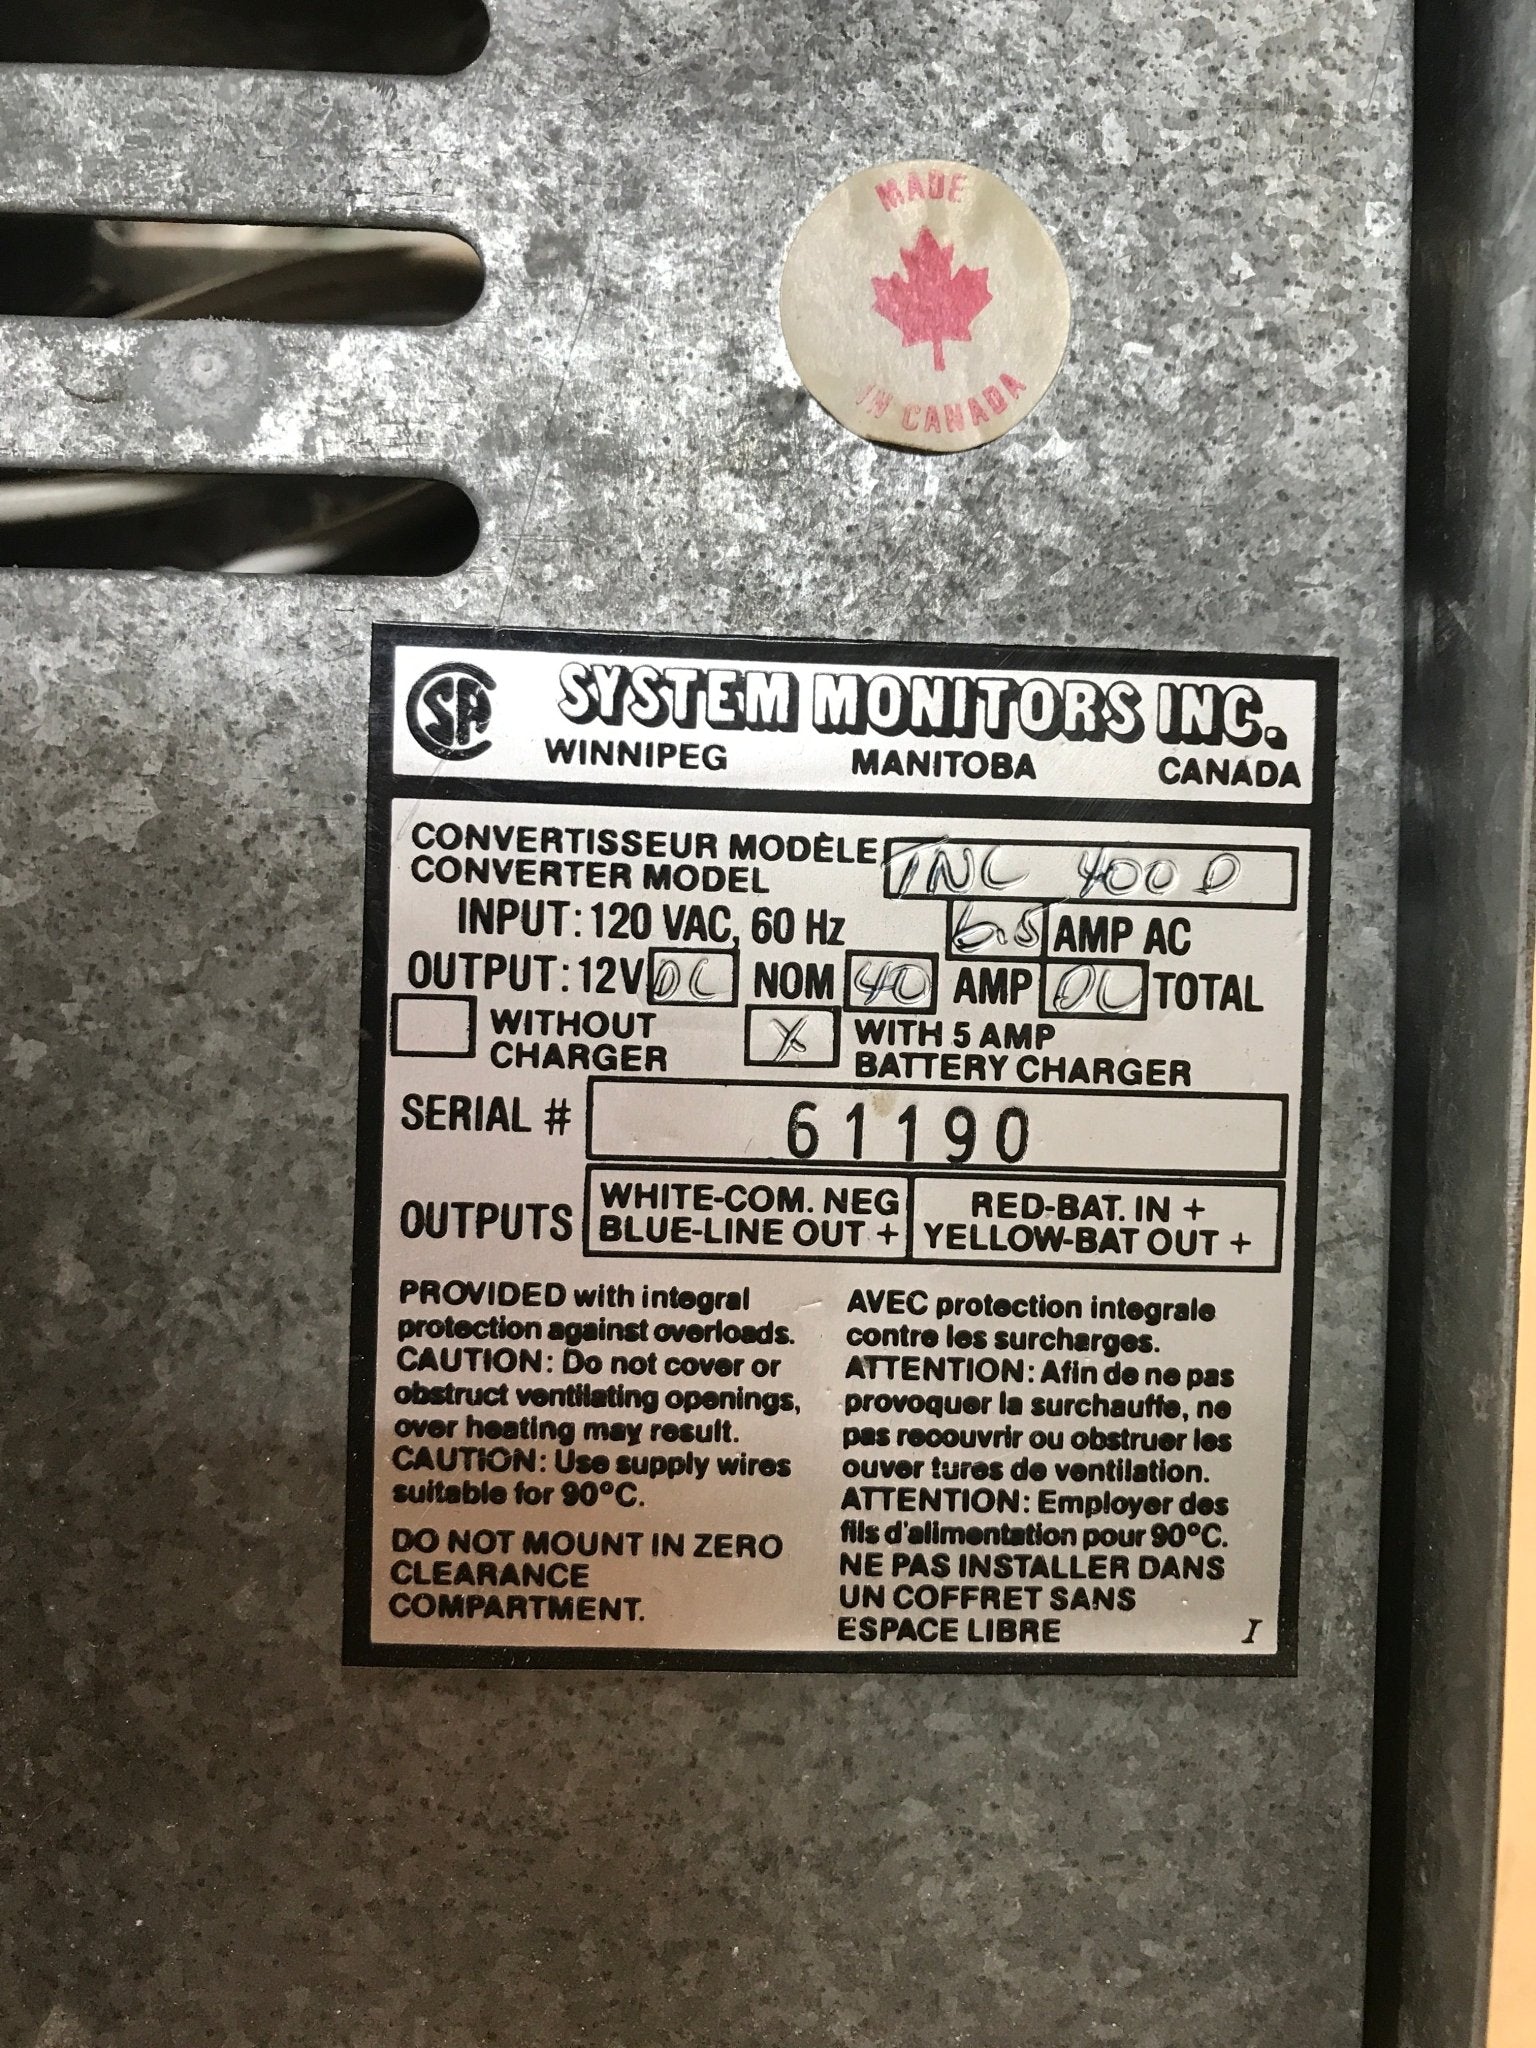 MADE
IN CANADA
SA SYSTEM MONITORS INC.
WINNIPEG MANITOBA CANADA
CONVERTISSEUR MODÈLE
CONVERTER MODEL TNC 400 D
INPUT: 120 VAC, 60 Hz 6.5 AMP AC
OUTPUT: 12V DC NOM 40 AMP DC TOTAL
WITHOUT CHARGER X WITH 5 AMP BATTERY CHARGER
SERIAL # 61190
OUTPUTS
WHITE-COM. NEG
BLUE-LINE OUT +
RED-BAT. IN +
YELLOW-BAT OUT +
PROVIDED with integral
protection against overloads.
CAUTION: Do not cover or
obstruct ventilating openings,
over heating may result.
CAUTION: Use supply wires
suitable for 90°C.
DO NOT MOUNT IN ZERO
CLEARANCE
COMPARTMENT.
AVEC protection integrale
contre les surcharges.
ATTENTION: Afin de ne pas
provoquer la surchauffe, ne
pas recouvrir ou obstruer les
ouver tures de ventilation.
ATTENTION: Employer des
fils d'alimentation pour 90°C.
NE PAS INSTALLER DANS
UN COFFRET SANS
ESPACE LIBRE
I